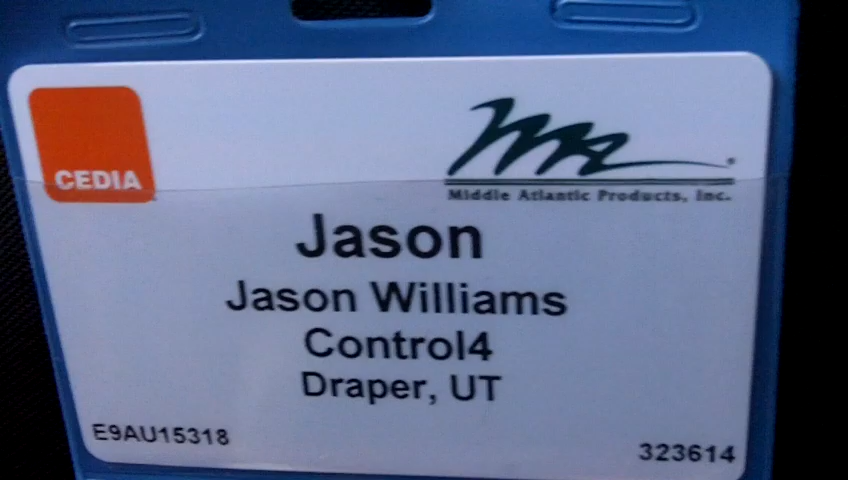 CEDIA
Middle Atlantic Products, Inc.
Jason
Jason Williams
Control4
Draper, UT
E9AU15318
323614